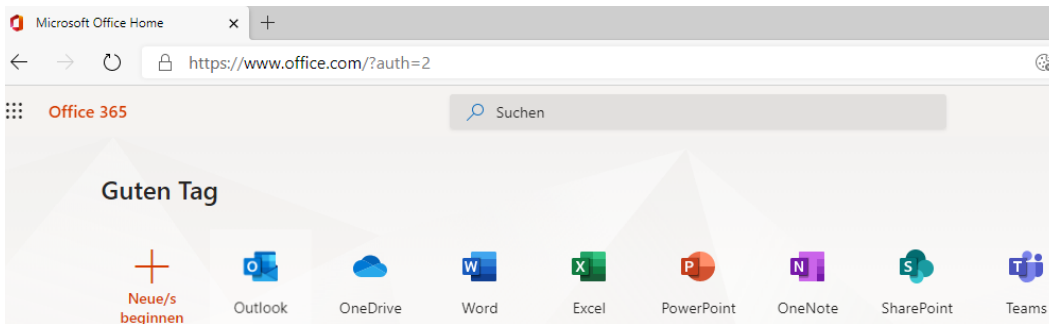 Microsoft Office Home
https://www.office.com/?auth=2
Office 365
Suchen
Guten Tag
Neue/s
beginnen
Outlook
OneDrive
Word
Excel
PowerPoint
OneNote
SharePoint
Teams